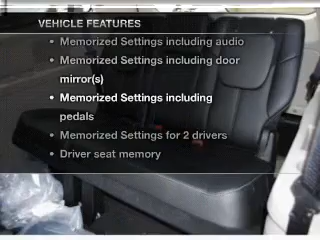 VEHICLE FEATURES
• Memorized Settings including audio
• Memorized Settings including door
mirror(s)
• Memorized Settings including
pedals
• Memorized Settings for 2 drivers
• Driver seat memory